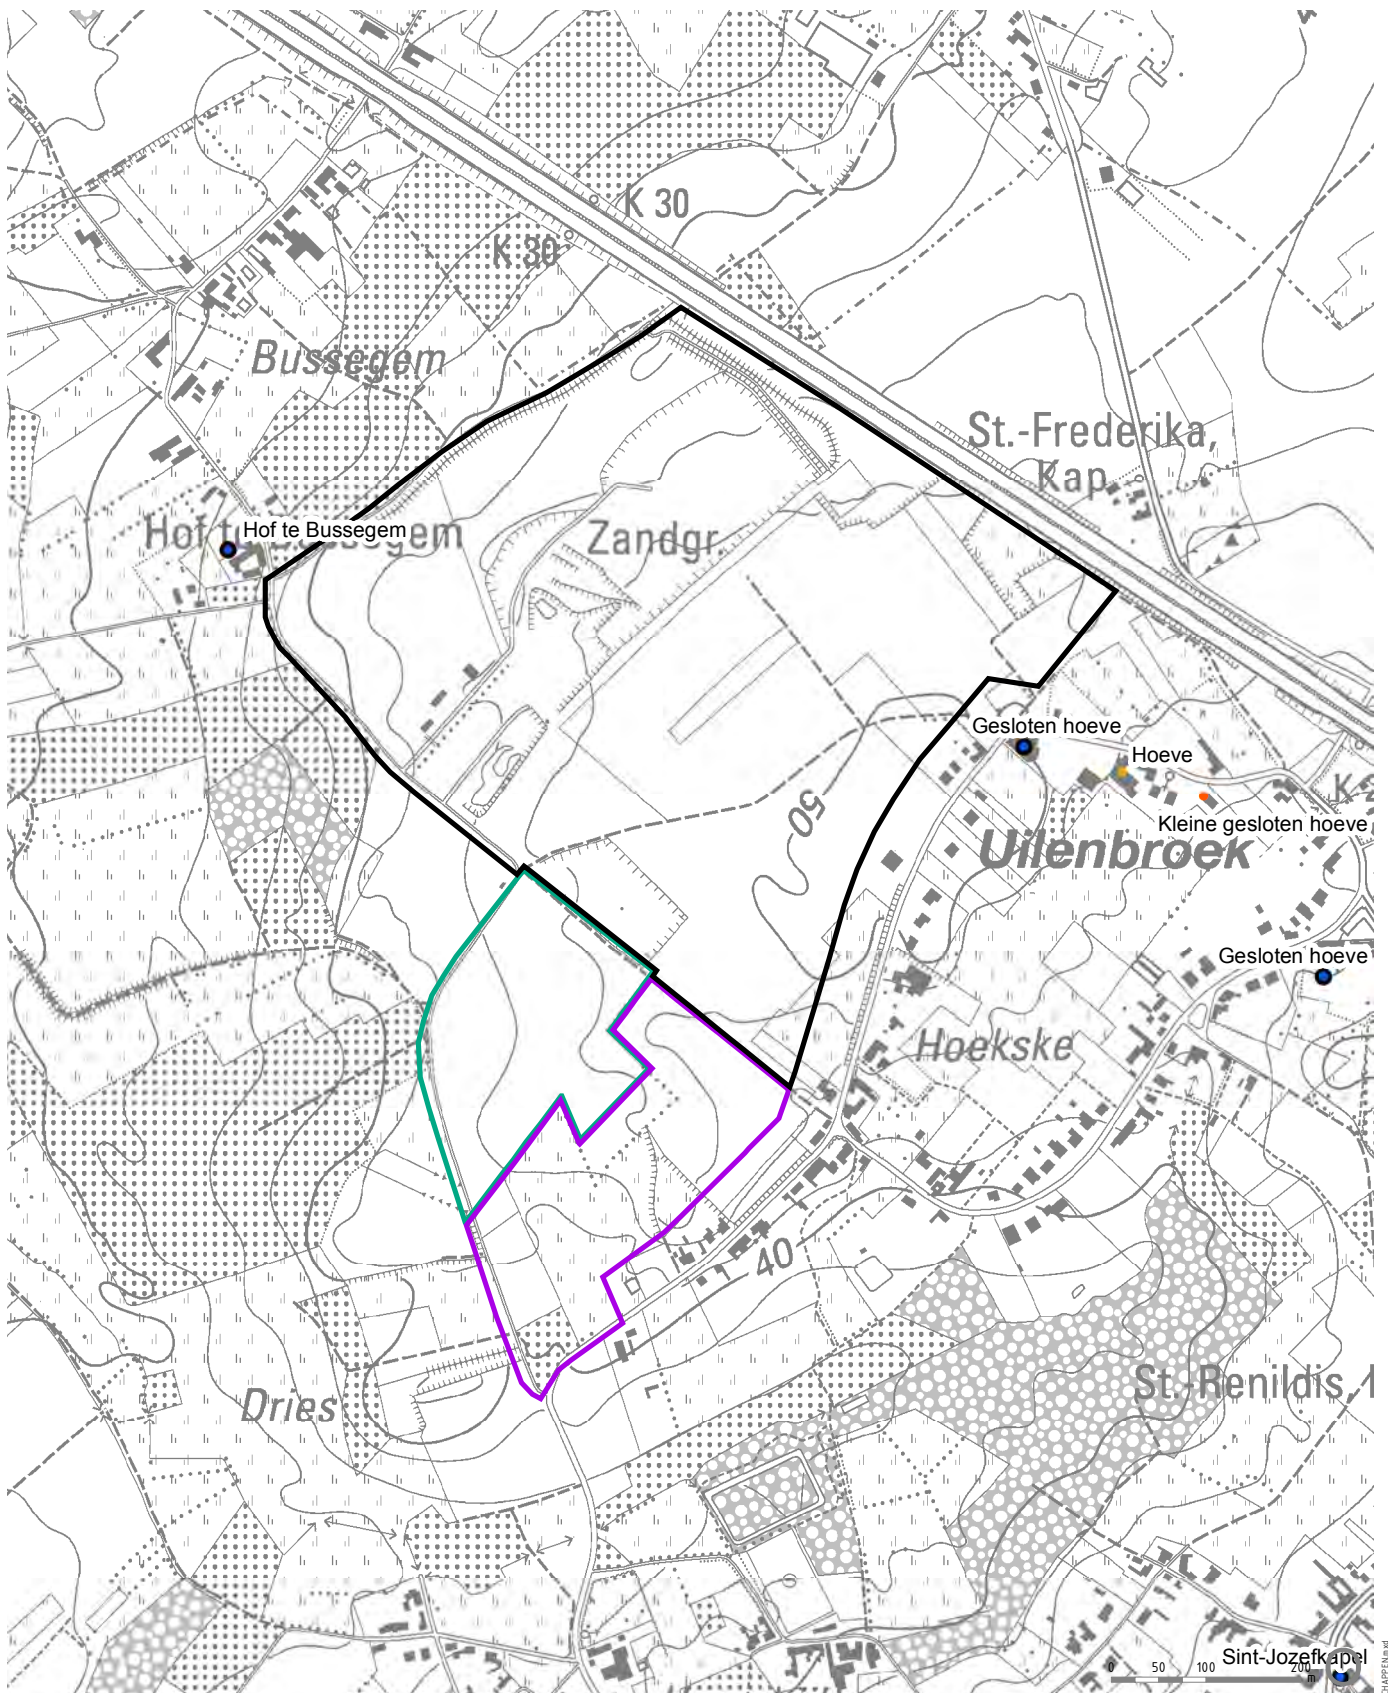 K 30
K 30
Bussegem
St.-Frederika,
Kap.
Hof te Bussegem
Zandgr.
Gesloten hoeve
Hoeve
Kleine gesloten hoeve
50
Uilenbroek
Gesloten hoeve
Hoekske
40
St.-Renildis,
Dries
Sint-Jozefkapel
0 50 100 200
m